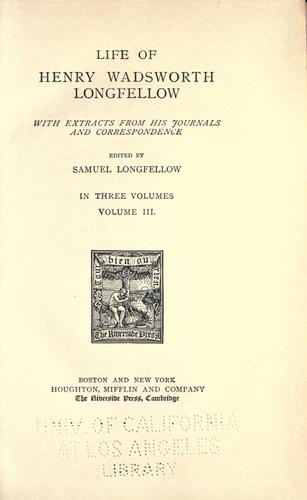 LIFE OF
HENRY WADSWORTH
LONGFELLOW
WITH EXTRACTS FROM HIS JOURNALS
AND CORRESPONDENCE
EDITED BY
SAMUEL LONGFELLOW
IN THREE VOLUMES
VOLUME III.
Tout bien ou rien
The Riverside Press
BOSTON AND NEW YORK
HOUGHTON, MIFFLIN AND COMPANY
The Riverside Press, Cambridge
UNIV. OF CALIFORNIA
AT LOS ANGELES
LIBRARY